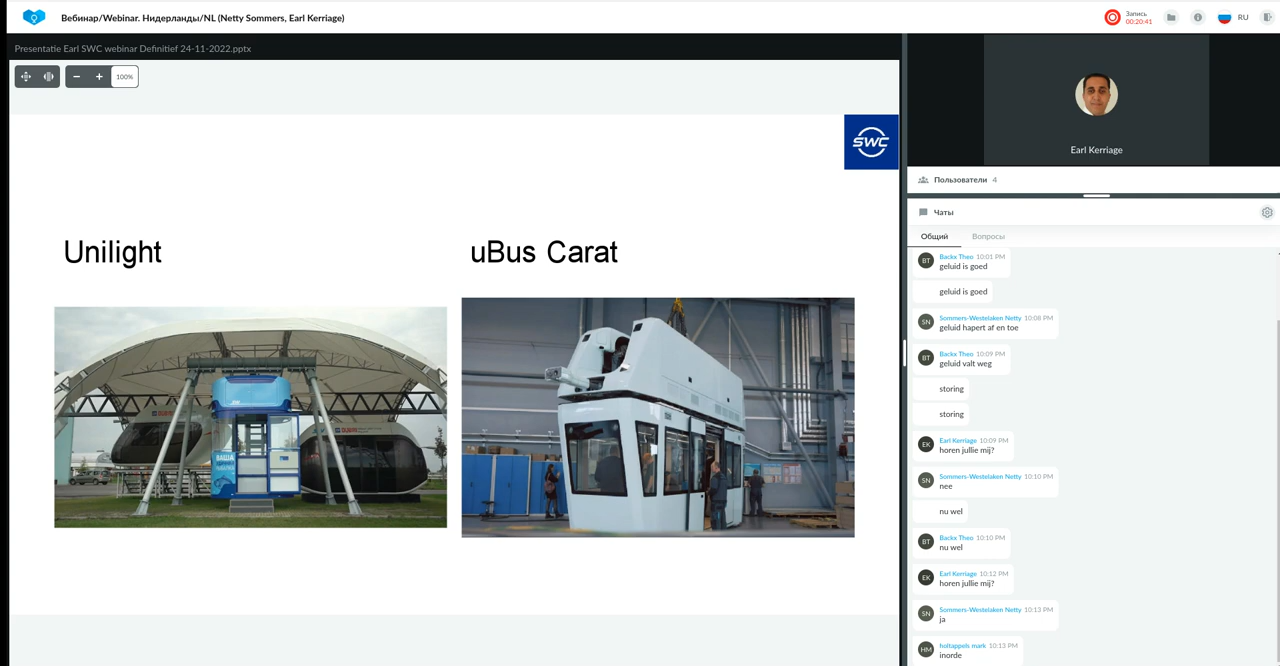 Вебинар/Webinar. Нидерланды/NL (Netty Sommers, Earl Kerriage)
Запись
00:20:41
RU
Presentatie Earl SWC webinar Definitief 24-11-2022.pptx
100%
SWC
Unilight
uBus Carat
ВАША
Earl Kerriage
Пользователи 4
Чаты
Общий
Вопросы
BT
Backx Theo 10:01 PM
geluid is goed
geluid is goed
SN
Sommers-Westelaken Netty 10:08 PM
geluid hapert af en toe
BT
Backx Theo 10:09 PM
geluid valt weg
storing
storing
EK
Earl Kerriage 10:09 PM
horen jullie mij?
SN
Sommers-Westelaken Netty 10:10 PM
nee
nu wel
BT
Backx Theo 10:10 PM
nu wel
EK
Earl Kerriage 10:12 PM
horen jullie mij?
SN
Sommers-Westelaken Netty 10:13 PM
ja
HM
holtappels mark 10:13 PM
inorde